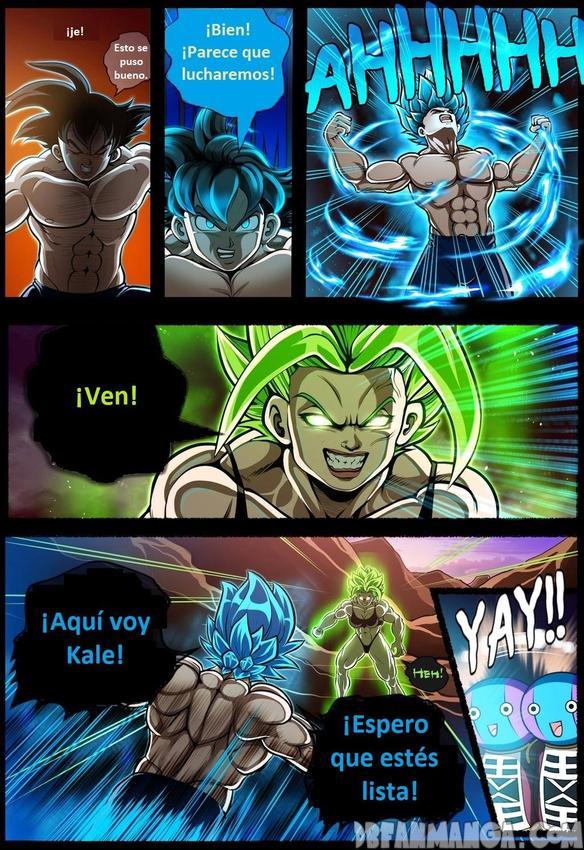 ¡je!
Esto se
puso
bueno.
¡Bien!
¡Parece que
lucharemos!
AHHHHHH
¡Ven!
¡Aquí voy
Kale!
HEH!
¡Espero
que estés
lista!
YAY!!
DBFANMANGA.COM